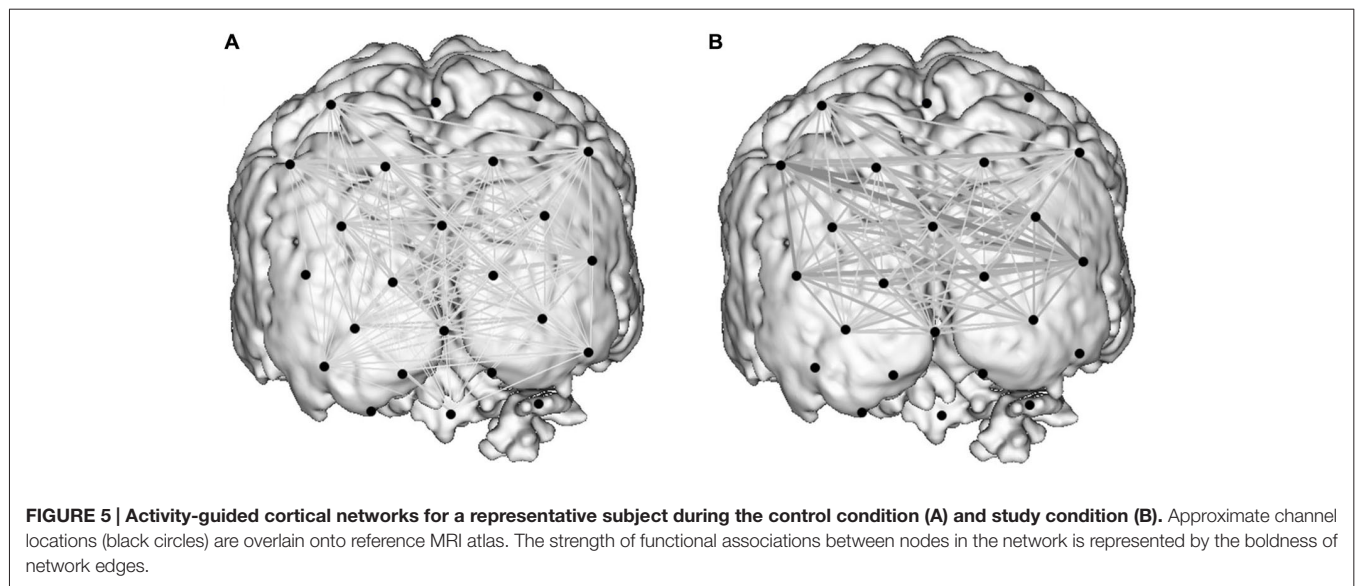 A
B
FIGURE 5 | Activity-guided cortical networks for a representative subject during the control condition (A) and study condition (B). Approximate channel
locations (black circles) are overlain onto reference MRI atlas. The strength of functional associations between nodes in the network is represented by the boldness of
network edges.